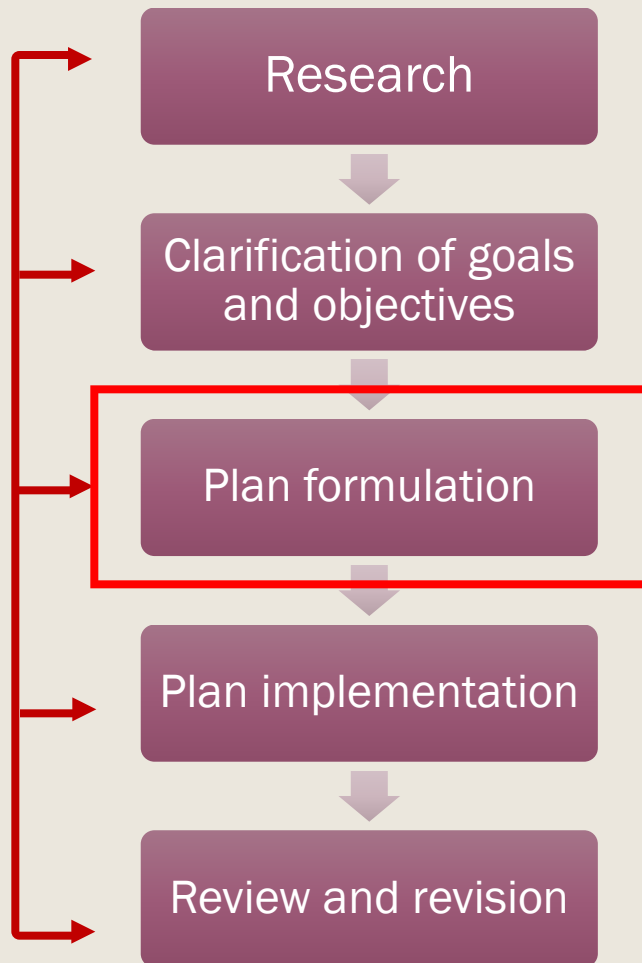 Research
Clarification of goals
and objectives
Plan formulation
Plan implementation
Review and revision